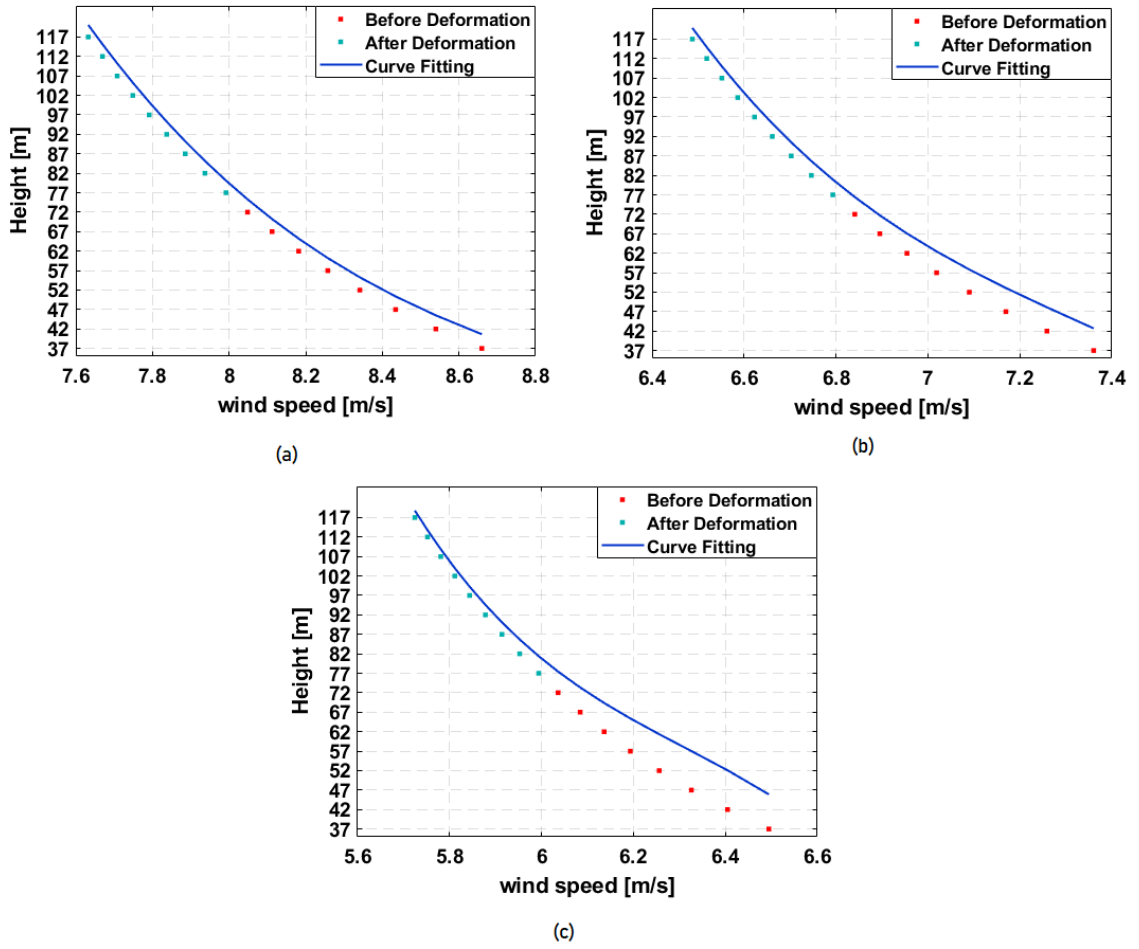 Before Deformation
After Deformation
Curve Fitting
117
112
107
102
97
92
87
82
77
72
67
62
57
52
47
42
37
Height [m]
7.6 7.8 8 8.2 8.4 8.6 8.8
wind speed [m/s]
(a)
Before Deformation
After Deformation
Curve Fitting
117
112
107
102
97
92
87
82
77
72
67
62
57
52
47
42
37
Height [m]
6.4 6.6 6.8 7 7.2 7.4
wind speed [m/s]
(b)
Before Deformation
After Deformation
Curve Fitting
117
112
107
102
97
92
87
82
77
72
67
62
57
52
47
42
37
Height [m]
5.6 5.8 6 6.2 6.4 6.6
wind speed [m/s]
(c)